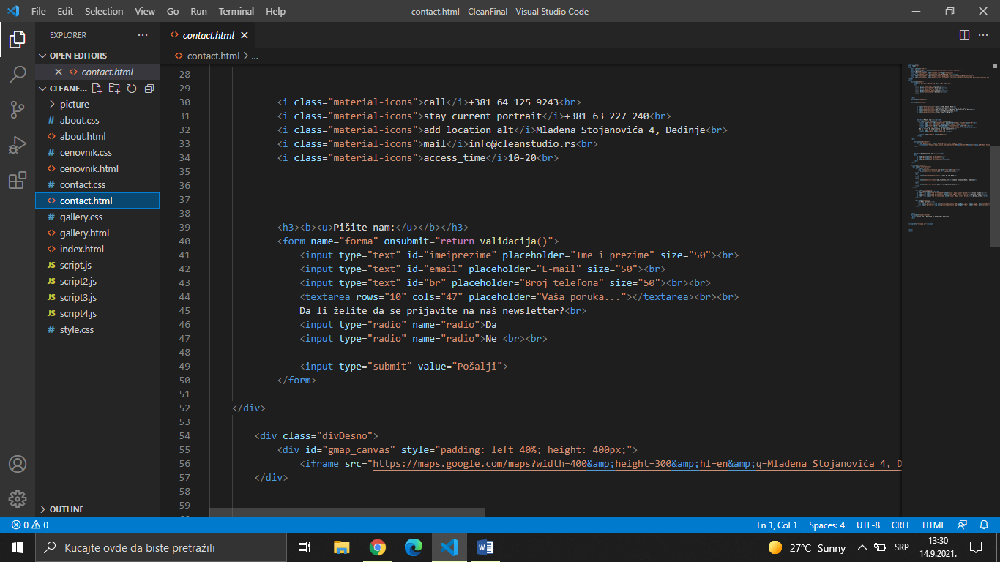 File Edit Selection View Go Run Terminal Help
contact.html - CleanFinal - Visual Studio Code
EXPLORER
OPEN EDITORS
contact.html
CLEANF...
picture
# about.css
<> about.html
# cenovnik.css
<> cenovnik.html
# contact.css
<> contact.html
# gallery.css
<> gallery.html
<> index.html
JS script.js
JS script2.js
JS script3.js
JS script4.js
# style.css
OUTLINE
<> contact.html
<> contact.html > ...
28
29
30 <i class="material-icons">call</i>+381 64 125 9243<br>
31 <i class="material-icons">stay_current_portrait</i>+381 63 227 240<br>
32 <i class="material-icons">add_location_alt</i>Mladena Stojanovića 4, Dedinje<br>
33 <i class="material-icons">mail</i>info@cleanstudio.rs<br>
34 <i class="material-icons">access_time</i>10-20<br>
35
36
37
38
39 <h3><b><u>Pišite nam:</u></b></h3>
40 <form name="forma" onsubmit="return validacija()">
41 <input type="text" id="imeiprezime" placeholder="Ime i prezime" size="50"><br>
42 <input type="text" id="email" placeholder="E-mail" size="50"><br>
43 <input type="text" id="br" placeholder="Broj telefona" size="50"><br><br>
44 <textarea rows="10" cols="47" placeholder="Vaša poruka..."></textarea><br><br>
45 Da li želite da se prijavite na naš newsletter?<br>
46 <input type="radio" name="radio">Da
47 <input type="radio" name="radio">Ne <br><br>
48
49 <input type="submit" value="Pošalji">
50 </form>
51
52 </div>
53
54 <div class="divDesno">
55 <div id="gmap_canvas" style="padding: left 40%; height: 400px;">
56 <iframe src="https://maps.google.com/maps?width=400&amp;height=300&amp;hl=en&amp;q=Mladena Stojanovića 4, D
57 </div>
58
59
0 0
Ln 1, Col 1 Spaces: 4 UTF-8 CRLF HTML
Kucajte ovde da biste pretražili
27°C Sunny
SRP
13:30
14.9.2021.